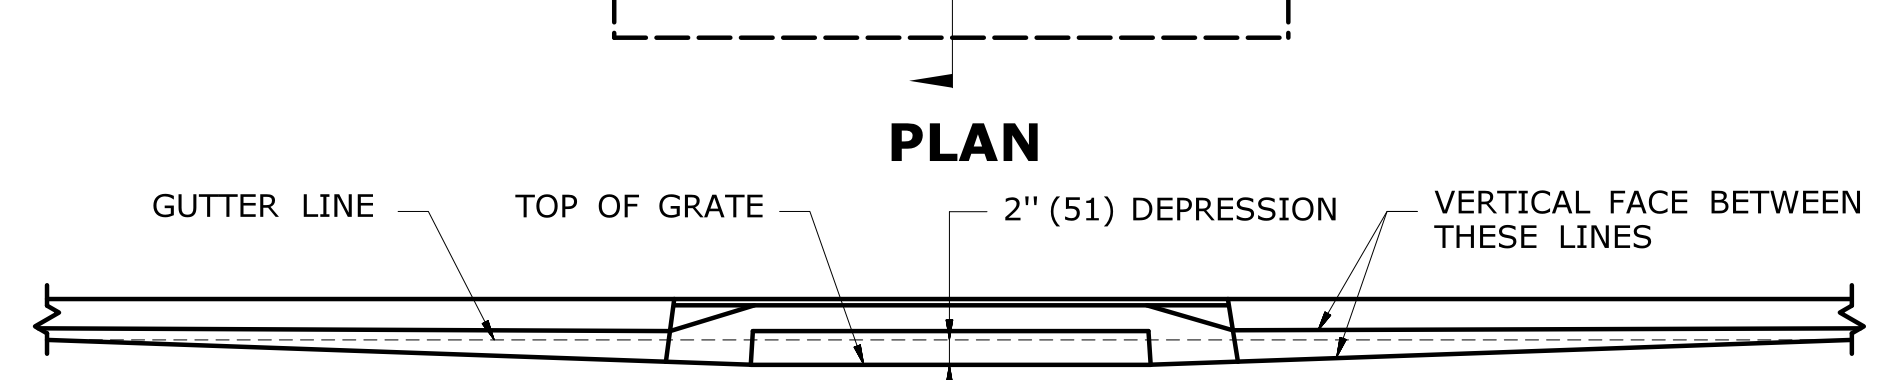 PLAN
GUTTER LINE
TOP OF GRATE
2" (51) DEPRESSION
VERTICAL FACE BETWEEN
THESE LINES